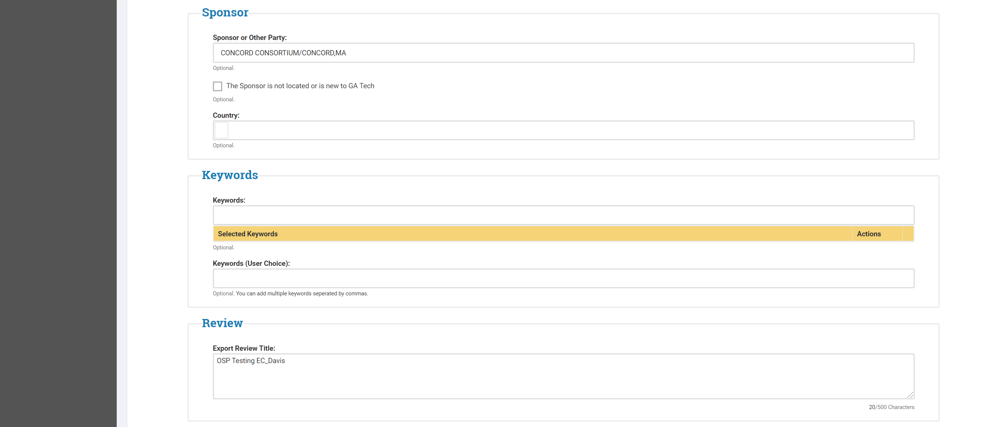 Sponsor
Sponsor or Other Party:
CONCORD CONSORTIUM/CONCORD,MA
Optional.
The Sponsor is not located or is new to GA Tech
Optional.
Country:
Optional.
Keywords
Keywords:
Selected Keywords Actions
Optional.
Keywords (User Choice):
Optional. You can add multiple keywords seperated by commas.
Review
Export Review Title:
OSP Testing EC_Davis
20/500 Characters